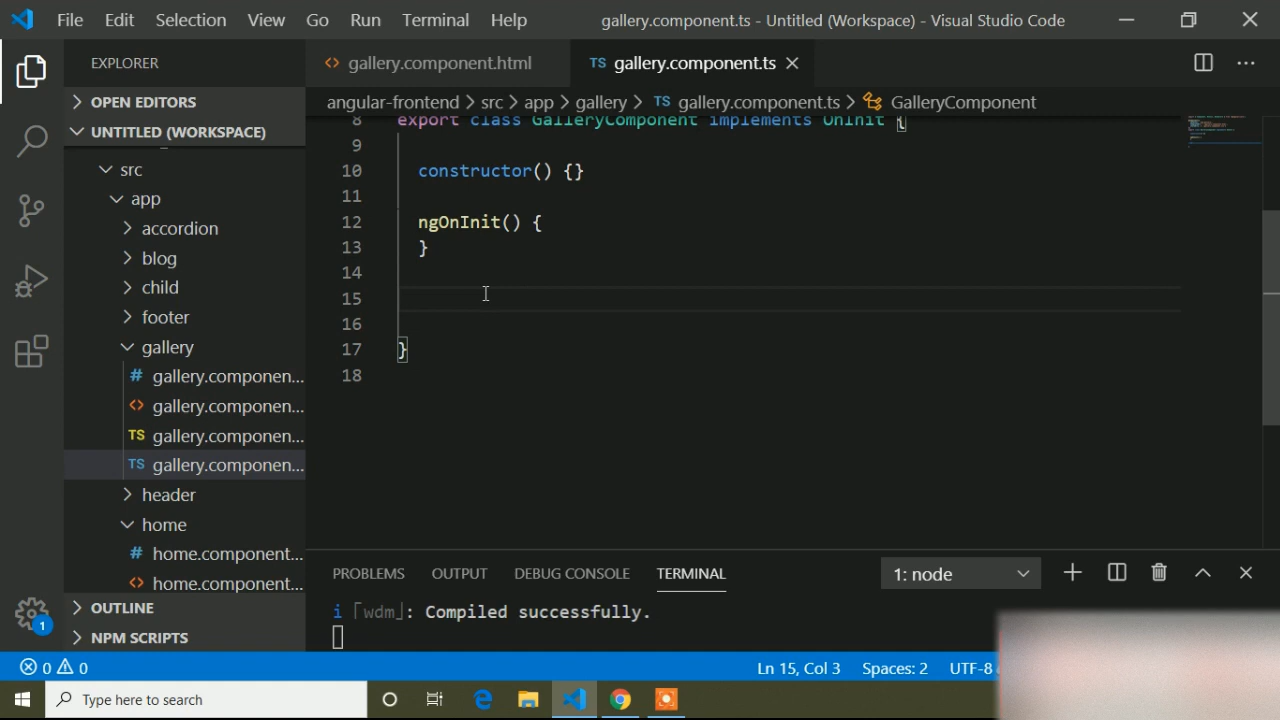 File Edit Selection View Go Run Terminal Help gallery.component.ts - Untitled (Workspace) - Visual Studio Code
EXPLORER
OPEN EDITORS
UNTITLED (WORKSPACE)
src
app
accordion
blog
child
footer
gallery
# gallery.componen...
<> gallery.componen...
TS gallery.componen...
TS gallery.componen...
header
home
# home.component...
<> home.component...
OUTLINE
NPM SCRIPTS
<> gallery.component.html TS gallery.component.ts
angular-frontend > src > app > gallery > TS gallery.component.ts > GalleryComponent
8 export class GalleryComponent implements OnInit {
9
10 constructor() {}
11
12 ngOnInit() {
13 }
14
15
16
17 }
18
PROBLEMS OUTPUT DEBUG CONSOLE TERMINAL 1: node
i ｢wdm｣: Compiled successfully.
1
0 0 Ln 15, Col 3 Spaces: 2 UTF-8
Type here to search